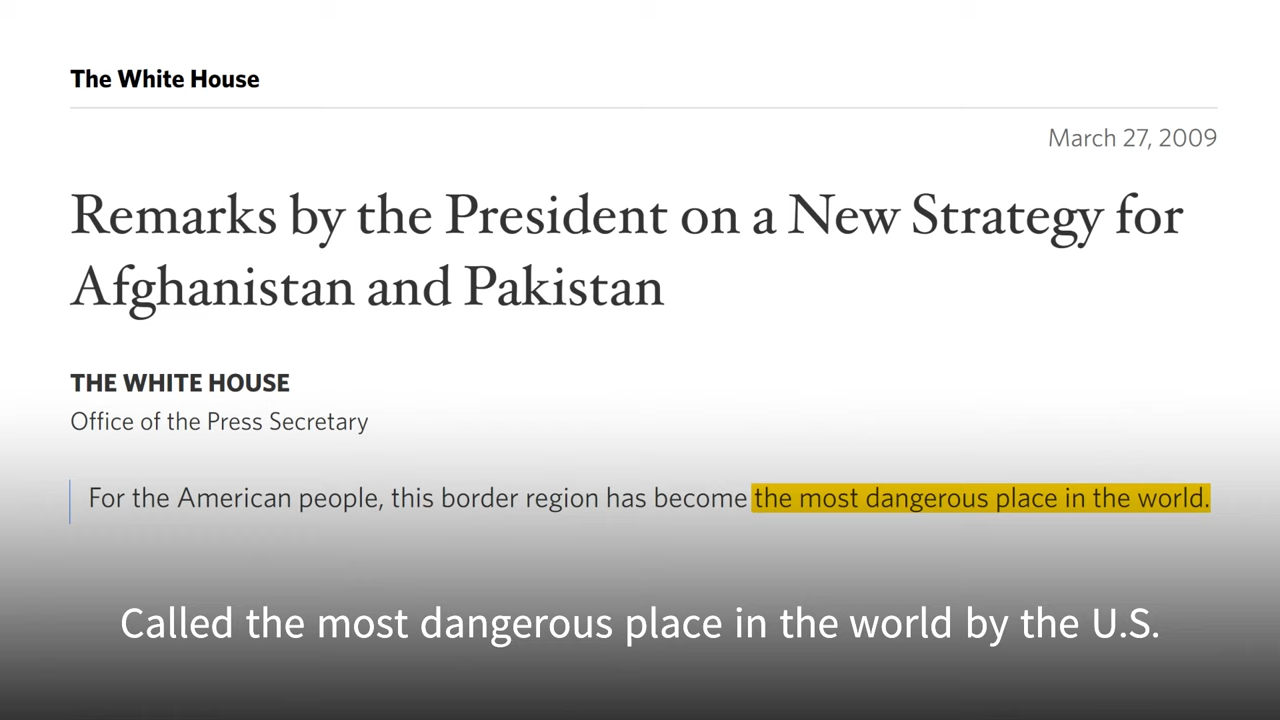 The White House
March 27, 2009
Remarks by the President on a New Strategy for
Afghanistan and Pakistan
THE WHITE HOUSE
Office of the Press Secretary
For the American people, this border region has become the most dangerous place in the world.
Called the most dangerous place in the world by the U.S.